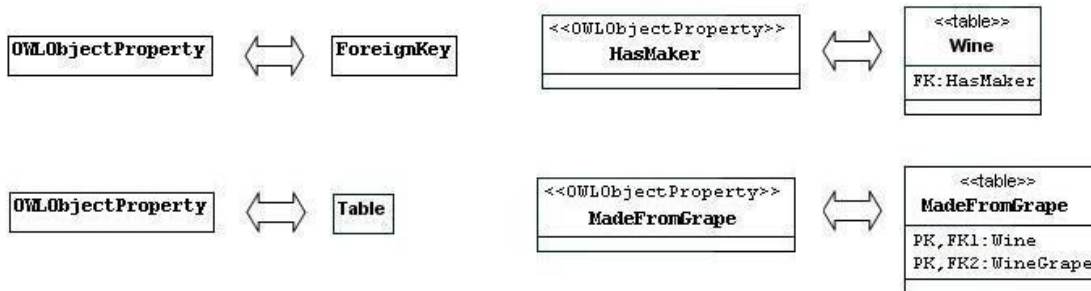 OWLObjectProperty
ForeignKey
<<OWLObjectProperty>>
HasMaker
<<table>>
Wine
FK:HasMaker
OWLObjectProperty
Table
<<OWLObjectProperty>>
MadeFromGrape
<<table>>
MadeFromGrape
PK,FK1:Wine
PK,FK2:WineGrape